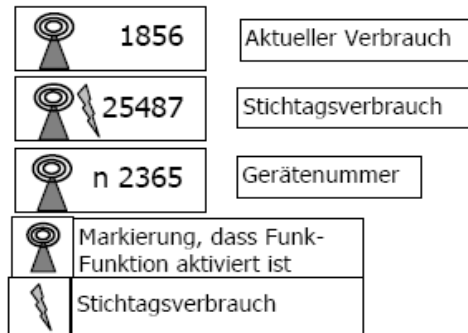 1856
Aktueller Verbrauch
25487
Stichtagsverbrauch
n 2365
Gerätenummer
Markierung, dass Funk-
Funktion aktiviert ist
Stichtagsverbrauch